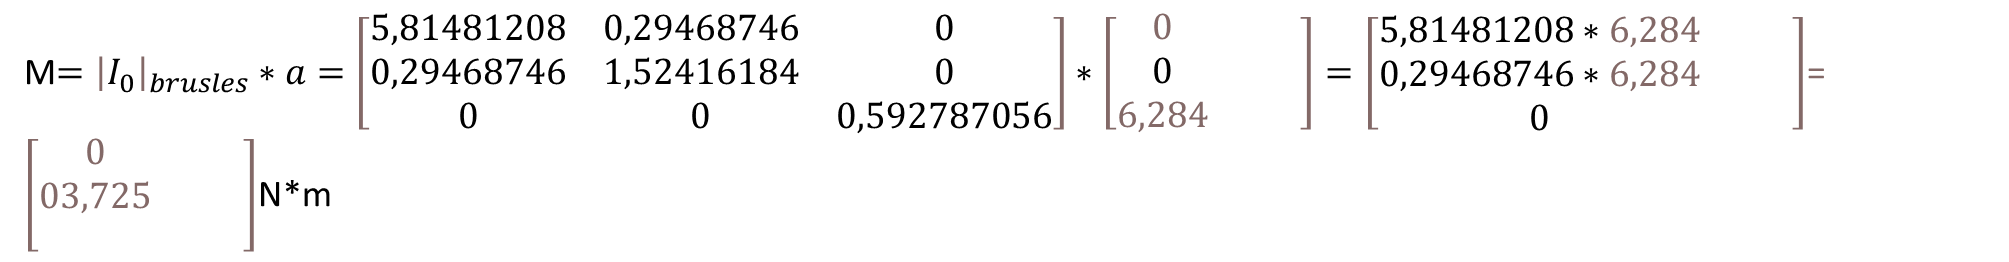 5,81481208 0,29468746 0 0 5,81481208 ∗ 6,284
M= |I₀|brusles ∗ a = 0,29468746 1,52416184 0 ∗ 0 = 0,29468746 ∗ 6,284 =
0 0 0,592787056 6,284 0
0
03,725 N*m